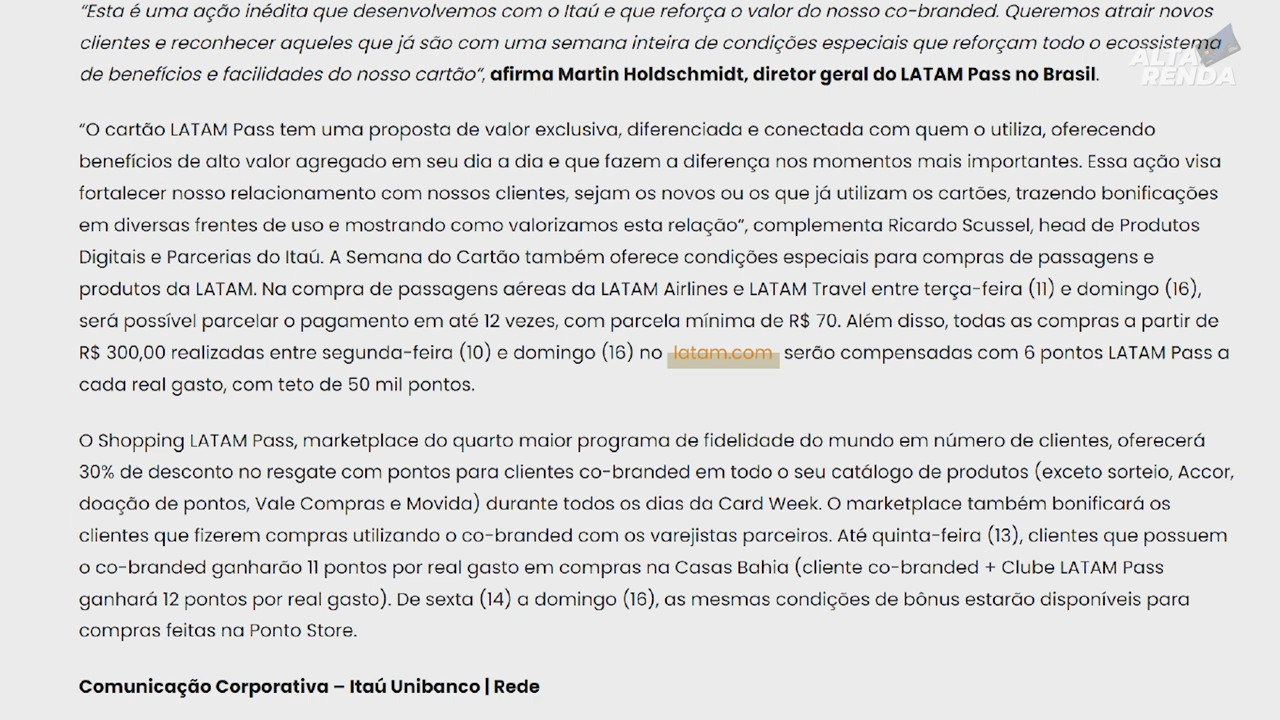 “Esta é uma ação inédita que desenvolvemos com o Itaú e que reforça o valor do nosso co-branded. Queremos atrair novos
clientes e reconhecer aqueles que já são com uma semana inteira de condições especiais que reforçam todo o ecossistema
de benefícios e facilidades do nosso cartão“, afirma Martin Holdschmidt, diretor geral do LATAM Pass no Brasil.
ALTA
RENDA
“O cartão LATAM Pass tem uma proposta de valor exclusiva, diferenciada e conectada com quem o utiliza, oferecendo
benefícios de alto valor agregado em seu dia a dia e que fazem a diferença nos momentos mais importantes. Essa ação visa
fortalecer nosso relacionamento com nossos clientes, sejam os novos ou os que já utilizam os cartões, trazendo bonificações
em diversas frentes de uso e mostrando como valorizamos esta relação”, complementa Ricardo Scussel, head de Produtos
Digitais e Parcerias do Itaú. A Semana do Cartão também oferece condições especiais para compras de passagens e
produtos da LATAM. Na compra de passagens aéreas da LATAM Airlines e LATAM Travel entre terça-feira (11) e domingo (16),
será possível parcelar o pagamento em até 12 vezes, com parcela mínima de R$ 70. Além disso, todas as compras a partir de
R$ 300,00 realizadas entre segunda-feira (10) e domingo (16) no latam.com serão compensadas com 6 pontos LATAM Pass a
cada real gasto, com teto de 50 mil pontos.
O Shopping LATAM Pass, marketplace do quarto maior programa de fidelidade do mundo em número de clientes, oferecerá
30% de desconto no resgate com pontos para clientes co-branded em todo o seu catálogo de produtos (exceto sorteio, Accor,
doação de pontos, Vale Compras e Movida) durante todos os dias da Card Week. O marketplace também bonificará os
clientes que fizerem compras utilizando o co-branded com os varejistas parceiros. Até quinta-feira (13), clientes que possuem
o co-branded ganharão 11 pontos por real gasto em compras na Casas Bahia (cliente co-branded + Clube LATAM Pass
ganhará 12 pontos por real gasto). De sexta (14) a domingo (16), as mesmas condições de bônus estarão disponíveis para
compras feitas na Ponto Store.
Comunicação Corporativa – Itaú Unibanco | Rede